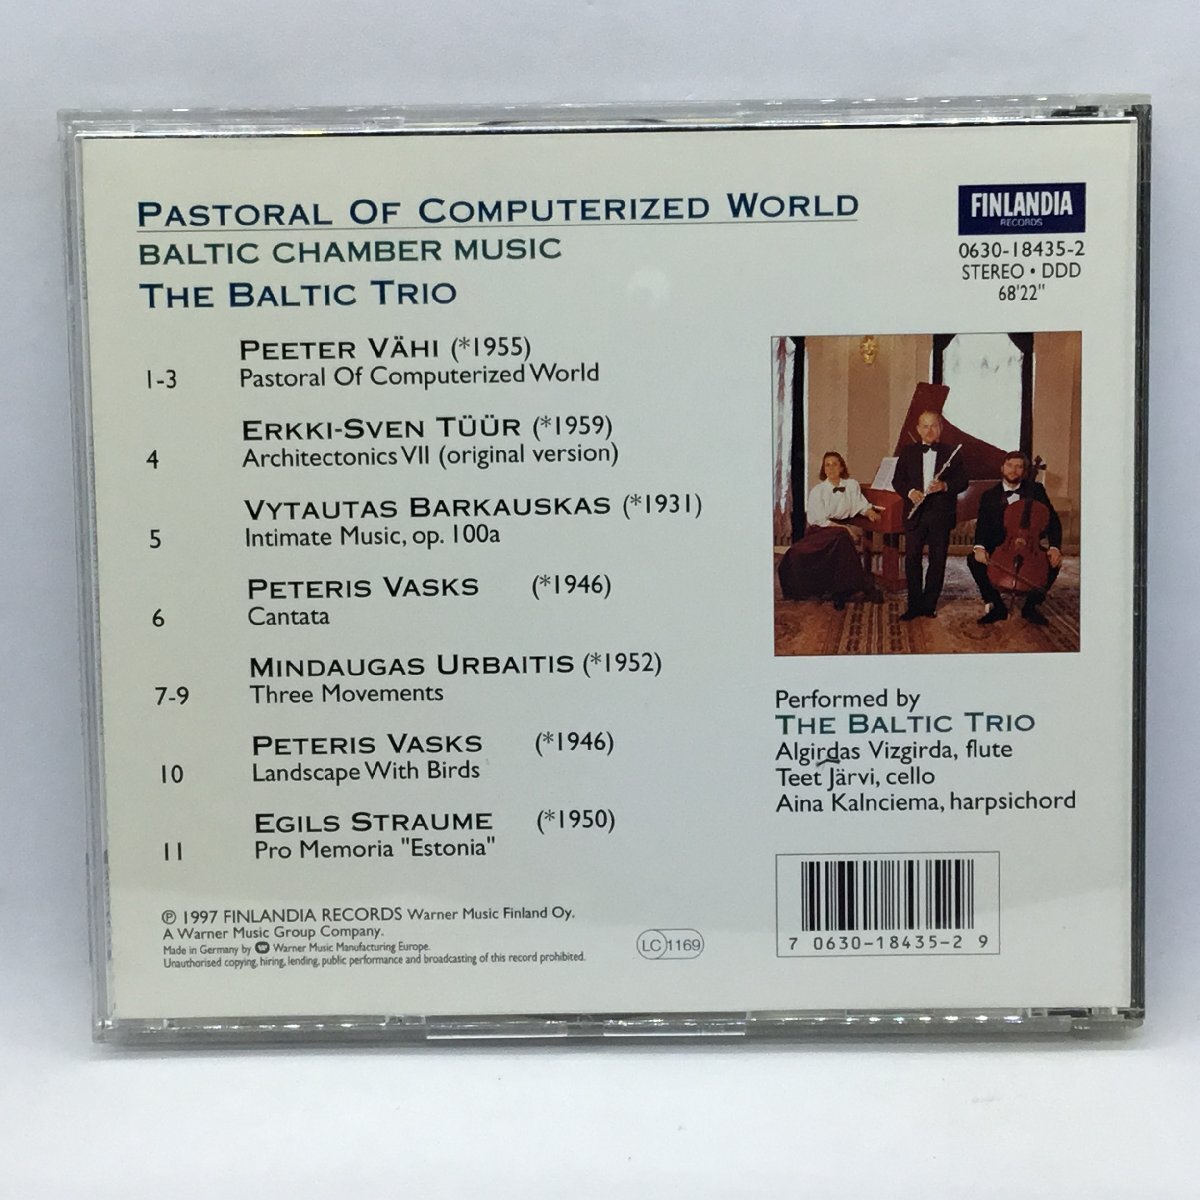 PASTORAL OF COMPUTERIZED WORLD
BALTIC CHAMBER MUSIC
THE BALTIC TRIO
FINLANDIA
RECORDS
0630-18435-2
STEREO • DDD
68'22"
PEETER VÄHI (*1955)
1-3 Pastoral Of Computerized World
ERKKI-SVEN TÜÜR (*1959)
4 Architectonics VII (original version)
VYTAUTAS BARKAUSKAS (*1931)
5 Intimate Music, op. 100a
PETERIS VASKS (*1946)
6 Cantata
MINDAUGAS URBAITIS (*1952)
7-9 Three Movements
PETERIS VASKS (*1946)
10 Landscape With Birds
EGILS STRAUME (*1950)
11 Pro Memoria "Estonia"
Performed by
THE BALTIC TRIO
Algirdas Vizgirda, flute
Teet Järvi, cello
Aina Kalnciema, harpsichord
℗ 1997 FINLANDIA RECORDS Warner Music Finland Oy.
A Warner Music Group Company.
Made in Germany by Warner Music Manufacturing Europe.
Unauthorised copying, hiring, lending, public performance and broadcasting of this record prohibited.
LC 1169
7 0630-18435-2 9